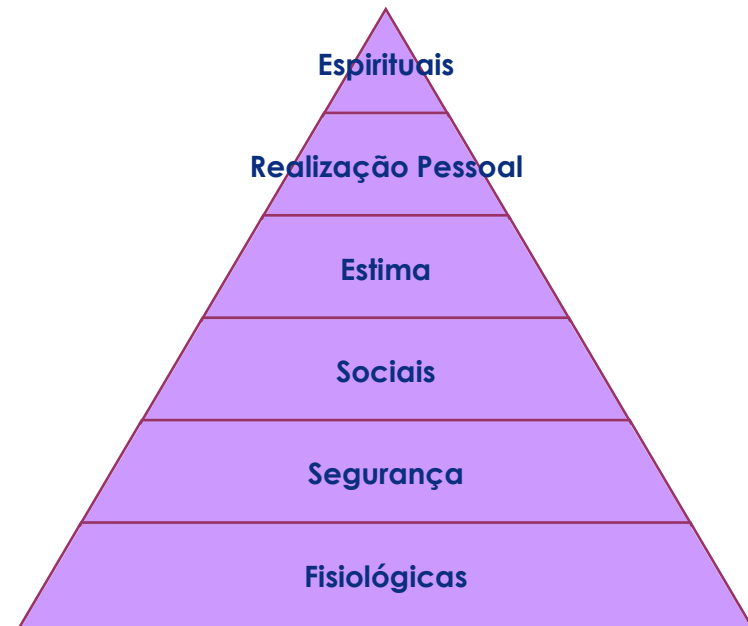 Espirituais
Realização Pessoal
Estima
Sociais
Segurança
Fisiológicas